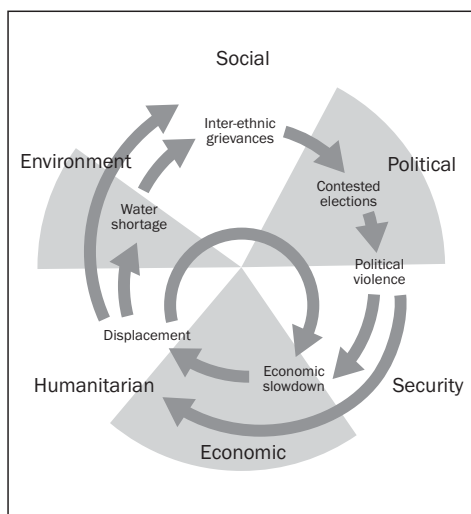 Social
Inter-ethnic
grievances
Environment
Political
Contested
elections
Water
shortage
Political
violence
Displacement
Economic
slowdown
Humanitarian
Security
Economic